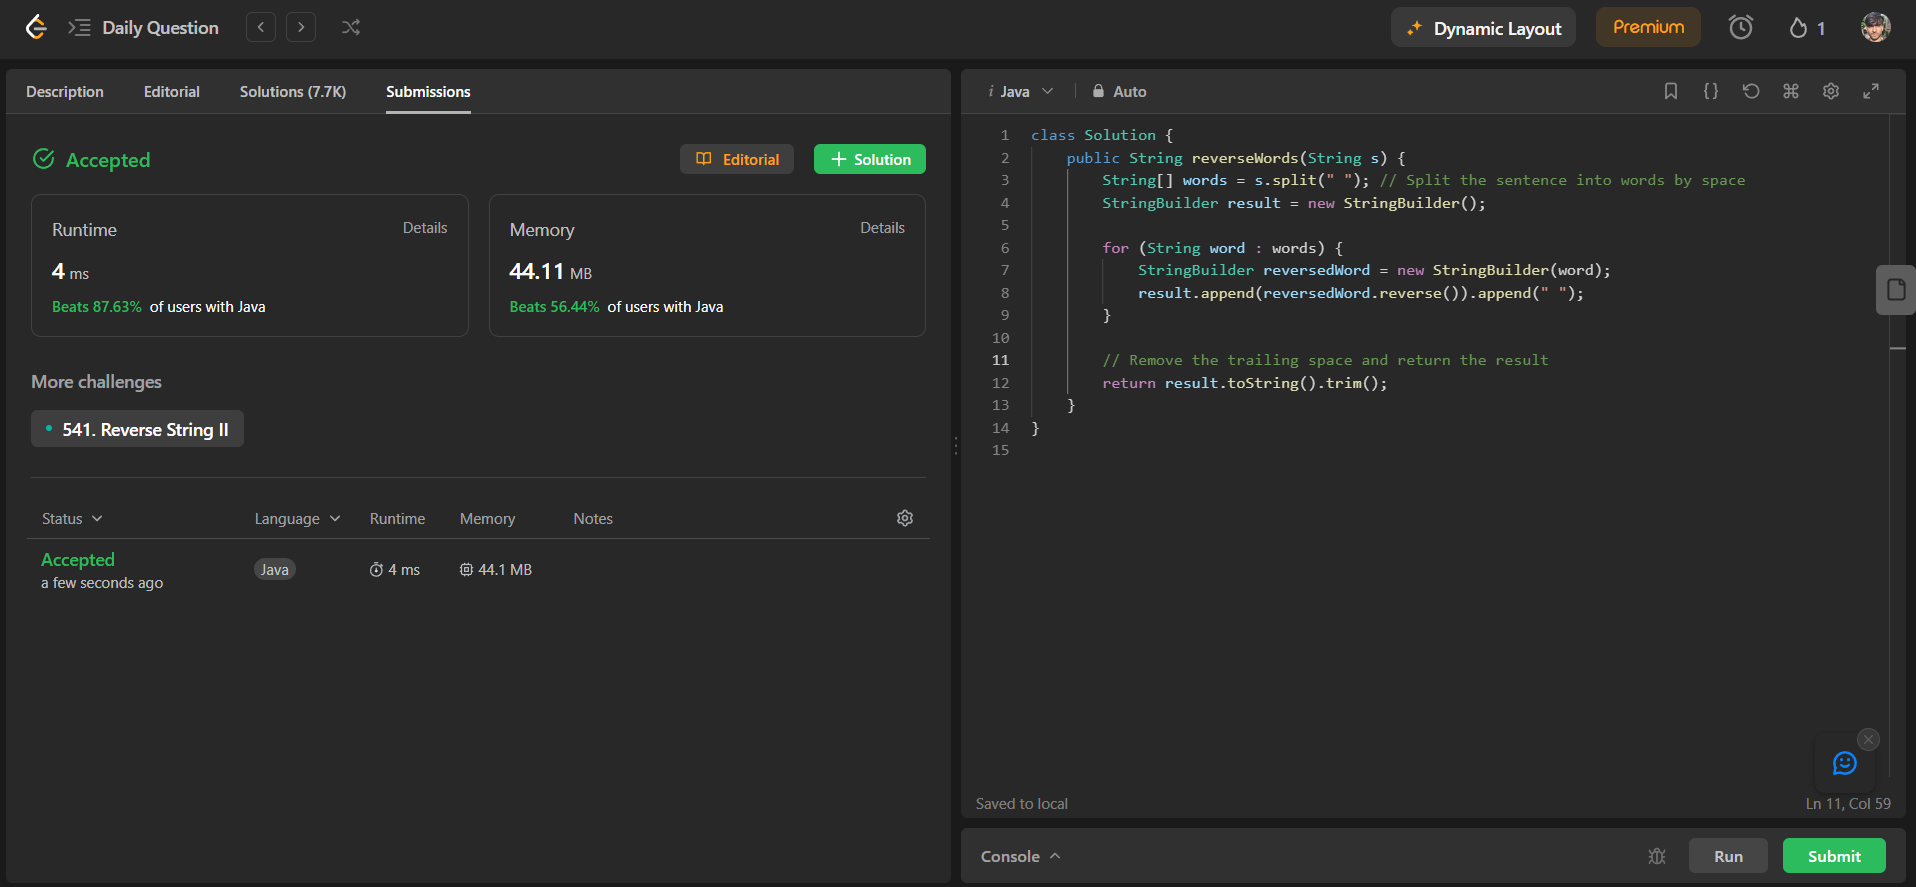 Daily Question
Dynamic Layout
Premium
1
Description Editorial Solutions (7.7K) Submissions
Accepted
Editorial
Solution
Runtime Details
4 ms
Beats 87.63% of users with Java
Memory Details
44.11 MB
Beats 56.44% of users with Java
More challenges
541. Reverse String II
Status Language Runtime Memory Notes
Accepted
a few seconds ago
Java 4 ms 44.1 MB
i Java Auto
1 class Solution {
2     public String reverseWords(String s) {
3         String[] words = s.split(" "); // Split the sentence into words by space
4         StringBuilder result = new StringBuilder();
5
6         for (String word : words) {
7             StringBuilder reversedWord = new StringBuilder(word);
8             result.append(reversedWord.reverse()).append(" ");
9         }
10
11         // Remove the trailing space and return the result
12         return result.toString().trim();
13     }
14 }
15
Saved to local
Ln 11, Col 59
Console
Run
Submit